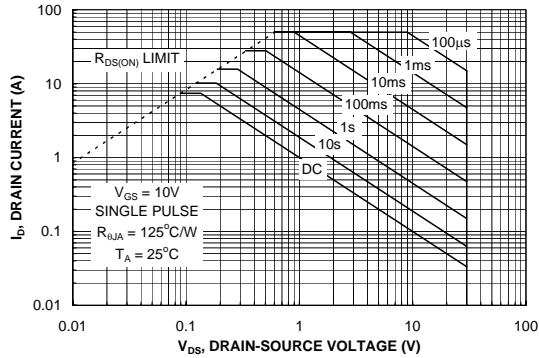 100
10
1
0.1
0.01
I_D, DRAIN CURRENT (A)
R_DS(ON) LIMIT
100μs
1ms
10ms
100ms
1s
10s
DC
V_GS = 10V
SINGLE PULSE
R_θJA = 125°C/W
T_A = 25°C
0.01 0.1 1 10 100
V_DS, DRAIN-SOURCE VOLTAGE (V)